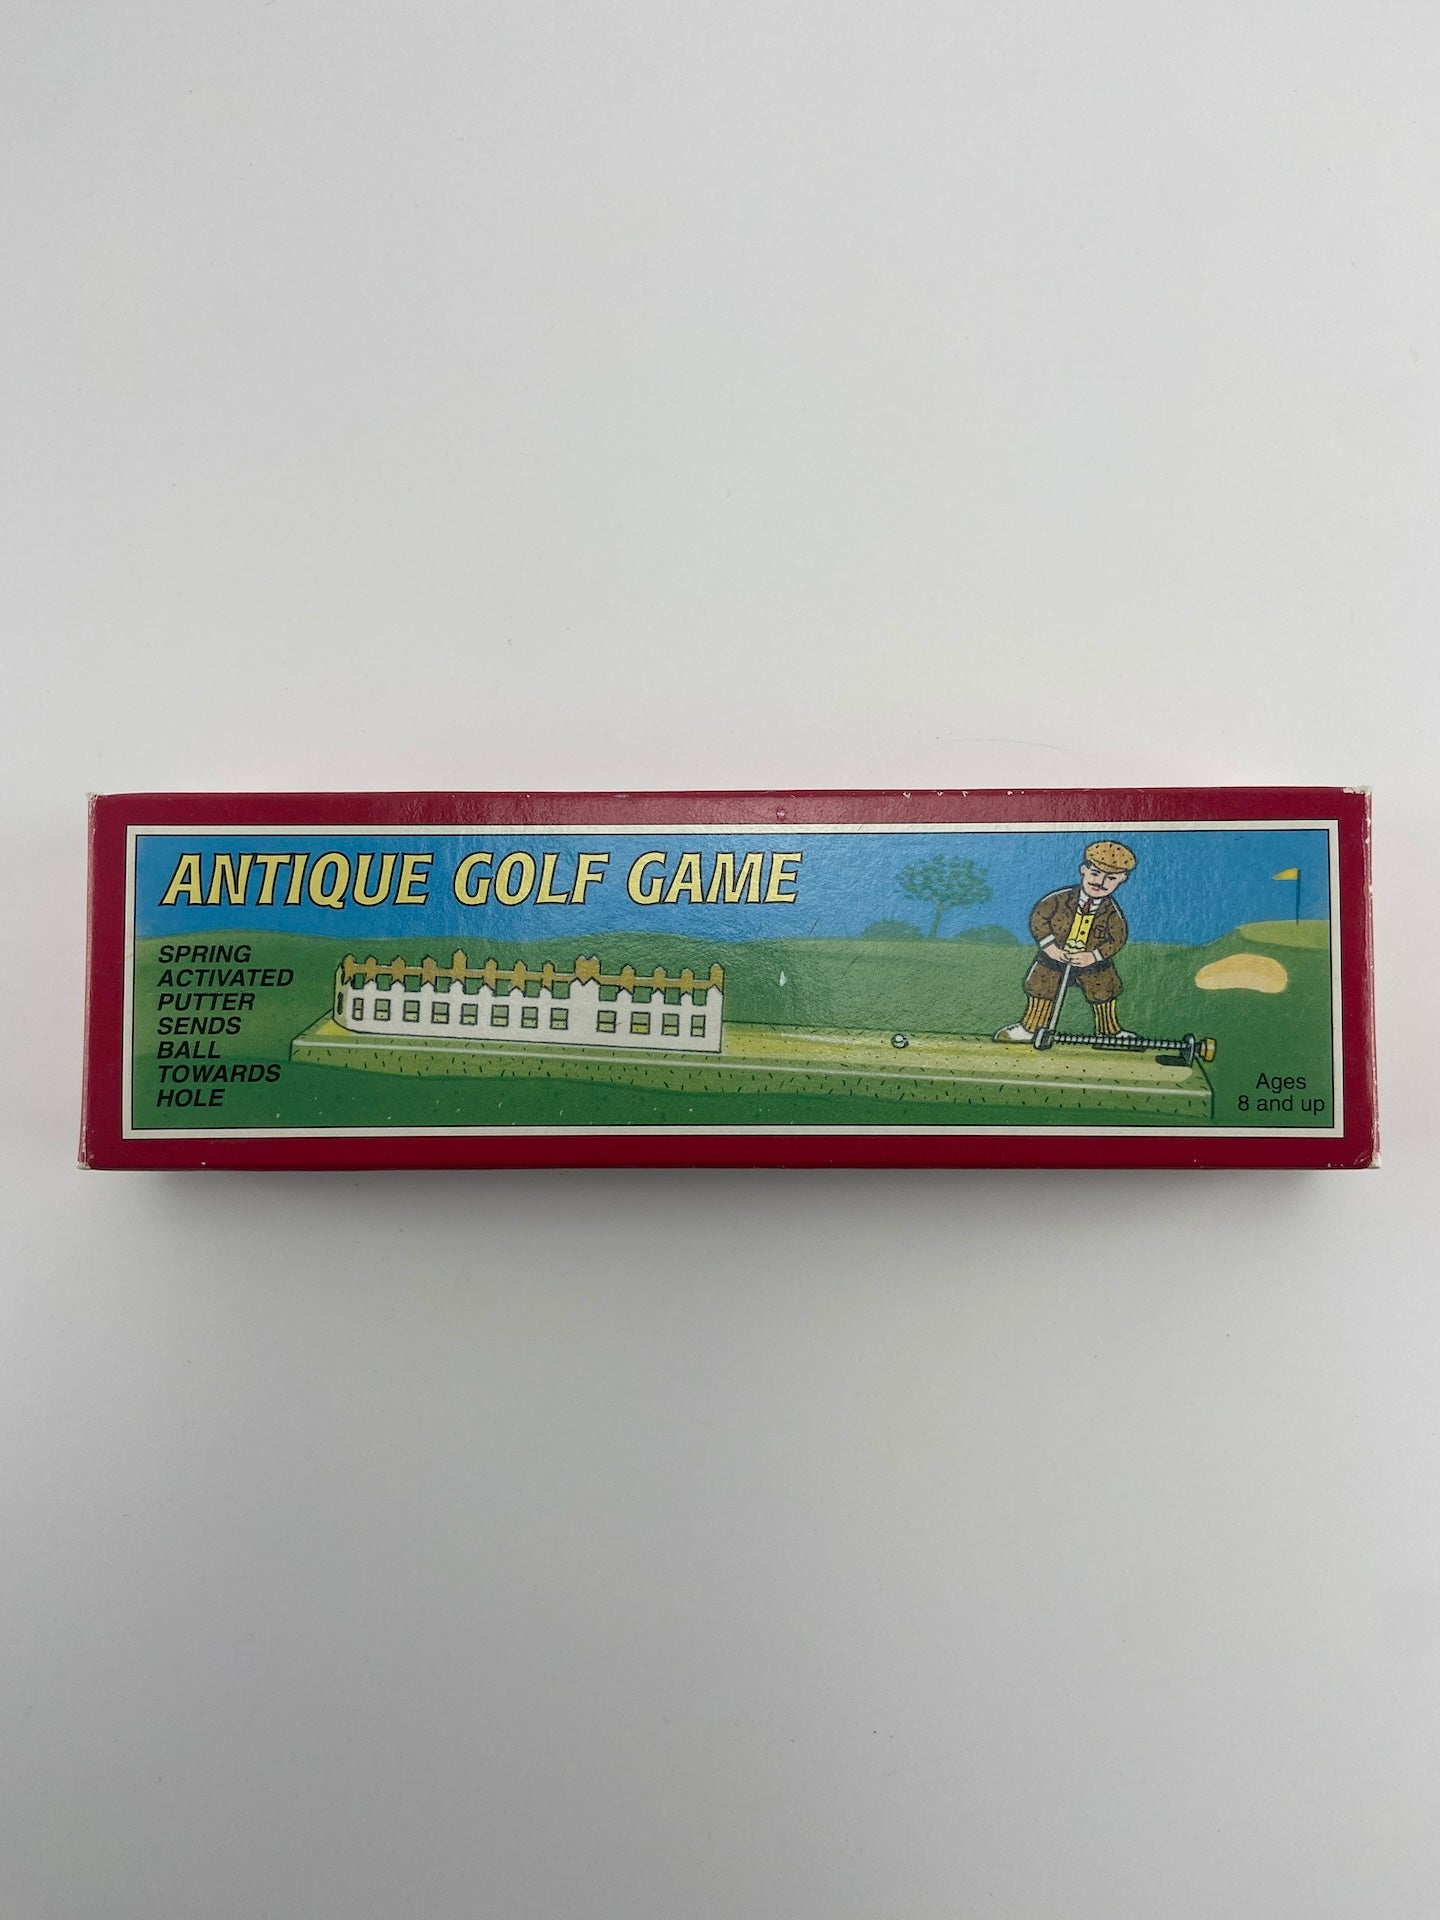 ANTIQUE GOLF GAME
SPRING
ACTIVATED
PUTTER
SENDS
BALL
TOWARDS
HOLE
Ages
8 and up